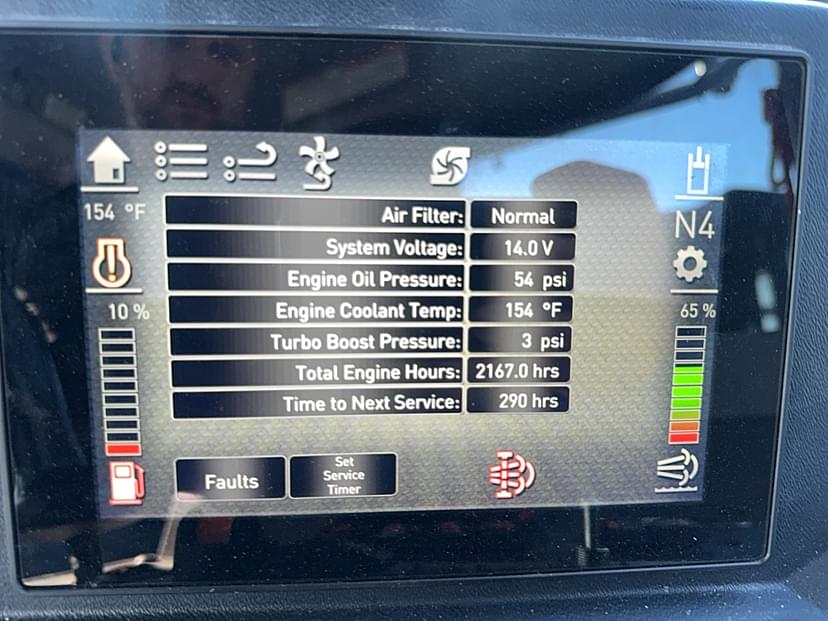 154 °F
N4
10 %
65 %
Air Filter: Normal
System Voltage: 14.0 V
Engine Oil Pressure: 54 psi
Engine Coolant Temp: 154 °F
Turbo Boost Pressure: 3 psi
Total Engine Hours: 2167.0 hrs
Time to Next Service: 290 hrs
Faults
Set
Service
Timer